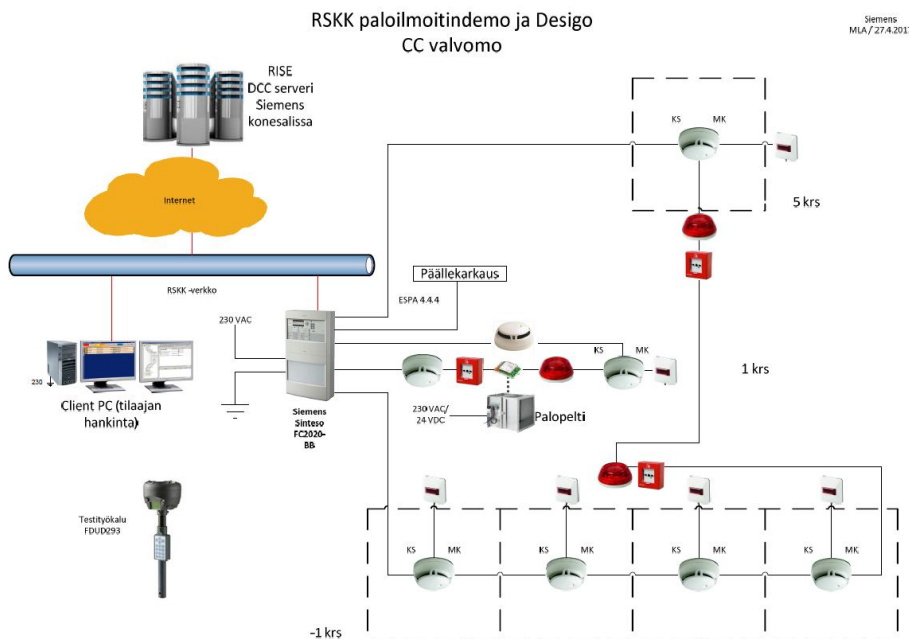 RSKK paloilmoitindemo ja Desigo
CC valvomo
Siemens
MLA / 27.4.2017
RISE
DCC serveri
Siemens
konesalissa
Internet
RSKK -verkko
KS
MK
5 krs
Päällekarkaus
ESPA 4.4.4
230 VAC
230
Client PC (tilaajan
hankinta)
Siemens
Sinteso
FC2020-
BB
KS
MK
1 krs
230 VAC/
24 VDC
Palopelti
Testityökalu
FDUD293
KS
MK
KS
MK
KS
MK
KS
MK
-1 krs